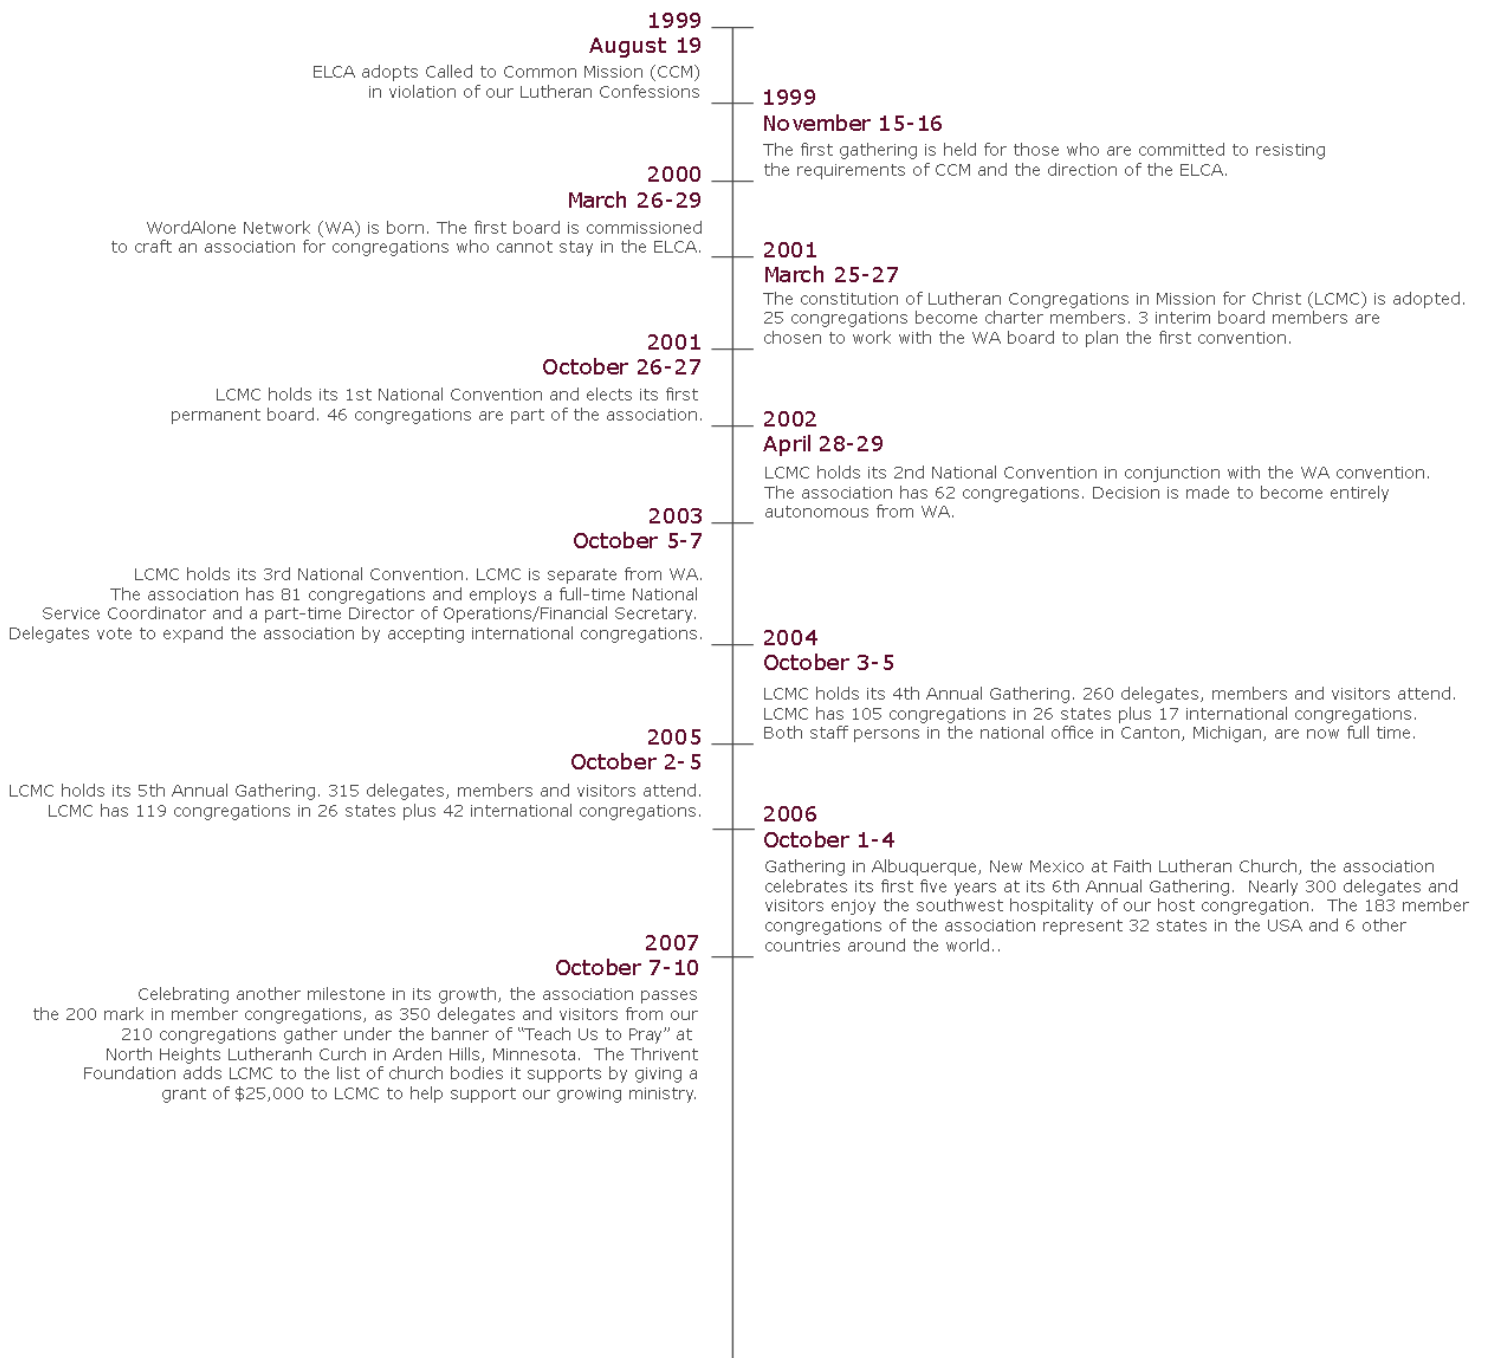 1999
August 19
ELCA adopts Called to Common Mission (CCM)
in violation of our Lutheran Confessions
1999
November 15-16
The first gathering is held for those who are committed to resisting
the requirements of CCM and the direction of the ELCA.
2000
March 26-29
WordAlone Network (WA) is born. The first board is commissioned
to craft an association for congregations who cannot stay in the ELCA.
2001
March 25-27
The constitution of Lutheran Congregations in Mission for Christ (LCMC) is adopted.
25 congregations become charter members. 3 interim board members are
chosen to work with the WA board to plan the first convention.
2001
October 26-27
LCMC holds its 1st National Convention and elects its first
permanent board. 46 congregations are part of the association.
2002
April 28-29
LCMC holds its 2nd National Convention in conjunction with the WA convention.
The association has 62 congregations. Decision is made to become entirely
autonomous from WA.
2003
October 5-7
LCMC holds its 3rd National Convention. LCMC is separate from WA.
The association has 81 congregations and employs a full-time National
Service Coordinator and a part-time Director of Operations/Financial Secretary.
Delegates vote to expand the association by accepting international congregations.
2004
October 3-5
LCMC holds its 4th Annual Gathering. 260 delegates, members and visitors attend.
LCMC has 105 congregations in 26 states plus 17 international congregations.
Both staff persons in the national office in Canton, Michigan, are now full time.
2005
October 2-5
LCMC holds its 5th Annual Gathering. 315 delegates, members and visitors attend.
LCMC has 119 congregations in 26 states plus 42 international congregations.
2006
October 1-4
Gathering in Albuquerque, New Mexico at Faith Lutheran Church, the association
celebrates its first five years at its 6th Annual Gathering.  Nearly 300 delegates and
visitors enjoy the southwest hospitality of our host congregation.  The 183 member
congregations of the association represent 32 states in the USA and 6 other
countries around the world..
2007
October 7-10
Celebrating another milestone in its growth, the association passes
the 200 mark in member congregations, as 350 delegates and visitors from our
210 congregations gather under the banner of “Teach Us to Pray” at
North Heights Lutheranh Curch in Arden Hills, Minnesota.  The Thrivent
Foundation adds LCMC to the list of church bodies it supports by giving a
grant of $25,000 to LCMC to help support our growing ministry.